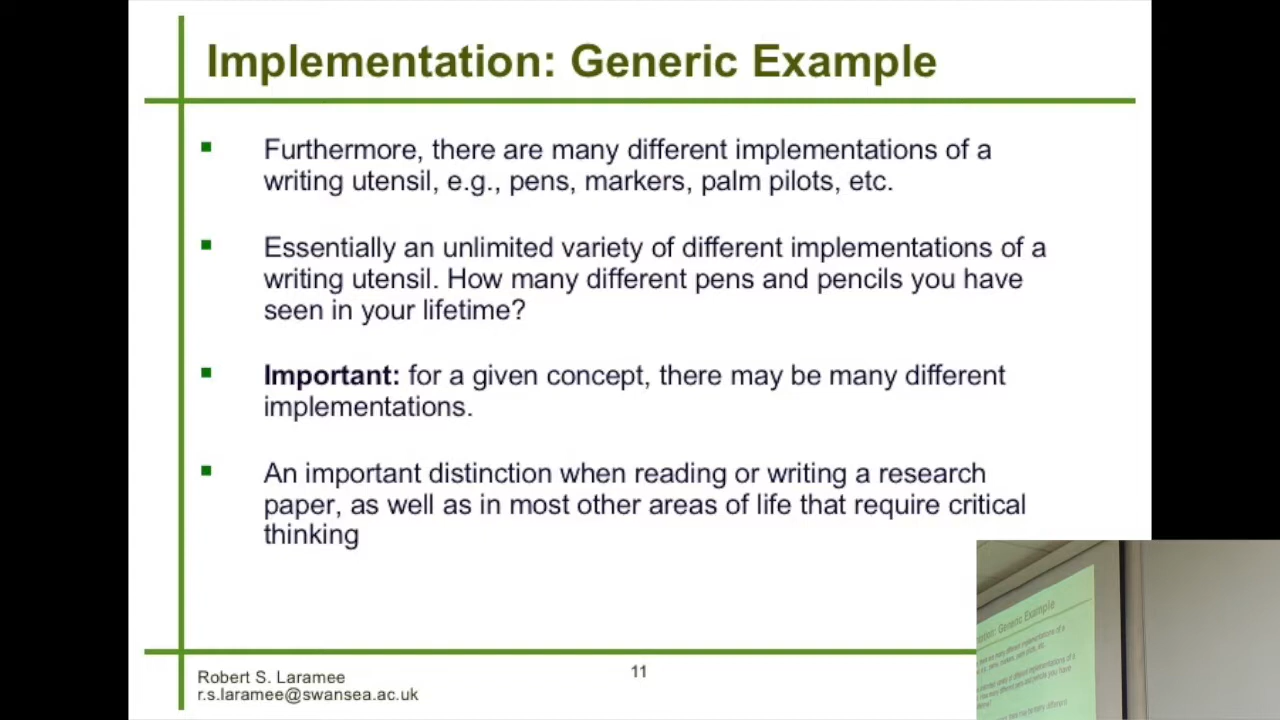 Implementation: Generic Example
Furthermore, there are many different implementations of a
writing utensil, e.g., pens, markers, palm pilots, etc.
Essentially an unlimited variety of different implementations of a
writing utensil. How many different pens and pencils you have
seen in your lifetime?
Important: for a given concept, there may be many different
implementations.
An important distinction when reading or writing a research
paper, as well as in most other areas of life that require critical
thinking
Robert S. Laramee
r.s.laramee@swansea.ac.uk
11
Generic Example